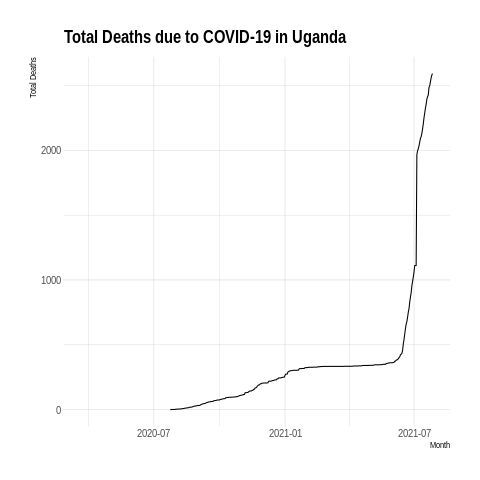 Total Deaths due to COVID-19 in Uganda
Total Deaths
2000
1000
0
2020-07
2021-01
2021-07
Month